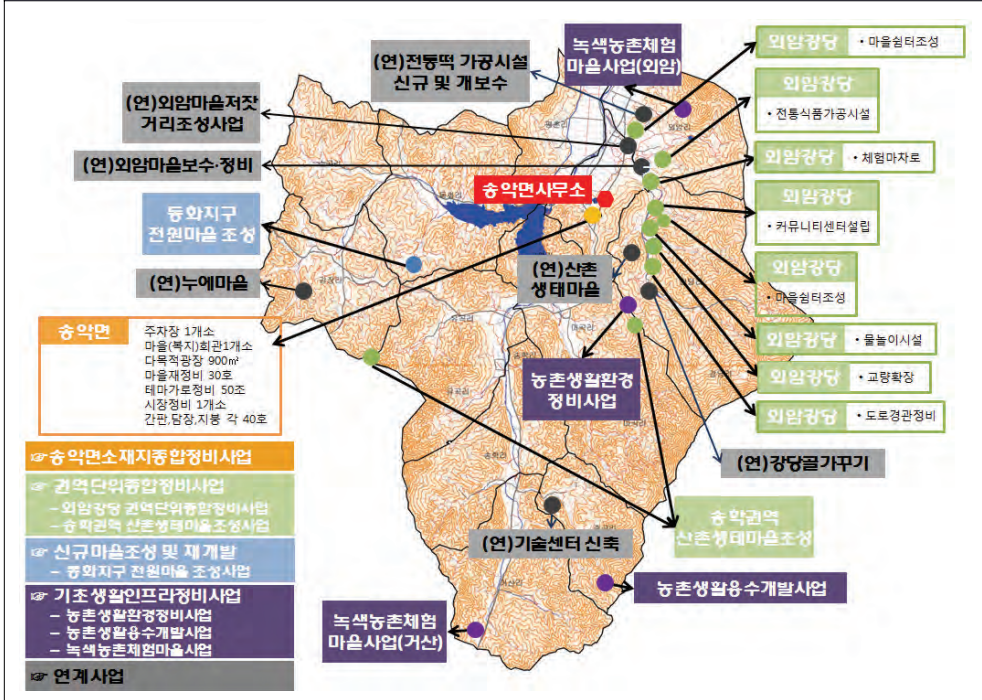 (연)전통떡 가공시설
신규 및 개보수
녹색농촌체험
마을사업(외암)
외암강당
• 마을쉼터조성
외암강당
• 전통식품가공시설
(연)외암마을저잣
거리조성사업
(연)외암마을보수·정비
외암강당
• 체험마차로
송악면사무소
외암강당
• 커뮤니티센터설립
동화지구
전원마을 조성
(연)누에마을
(연)산촌
생태마을
외암강당
• 마을쉼터조성
송악면
주차장 1개소
마을(복지)회관1개소
다목적광장 900㎡
마을재정비 30호
테마가로정비 50조
시장정비 1개소
간판,담장,지붕 각 40호
외암강당
• 물놀이시설
외암강당
• 교량확장
외암강당
• 도로경관정비
농촌생활환경
정비사업
(연)강당골가꾸기
☞송악면소재지종합정비사업
☞ 권역단위종합정비사업
– 외암강당 권역단위종합정비사업
– 송학권역 산촌생태마을조성사업
☞ 신규마을조성 및 재개발
– 동화지구 전원마을 조성사업
☞ 기초생활인프라정비사업
– 농촌생활환경정비사업
– 농촌생활용수개발사업
– 녹색농촌체험마을사업
☞ 연계사업
(연)기술센터 신축
송학권역
산촌생태마을조성
농촌생활용수개발사업
녹색농촌체험
마을사업(거산)